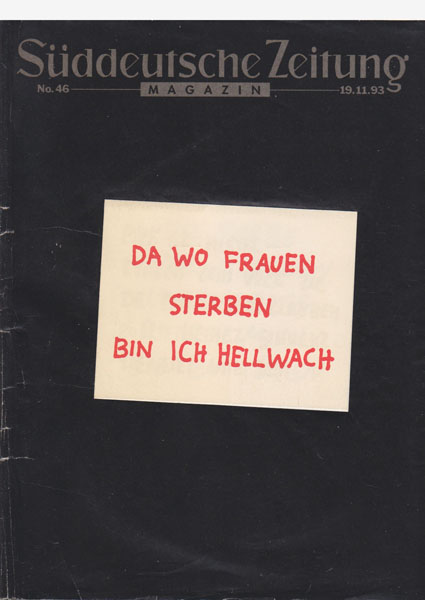 Süddeutsche Zeitung
No. 46 MAGAZIN 19.11.93
DA WO FRAUEN
STERBEN
BIN ICH HELLWACH